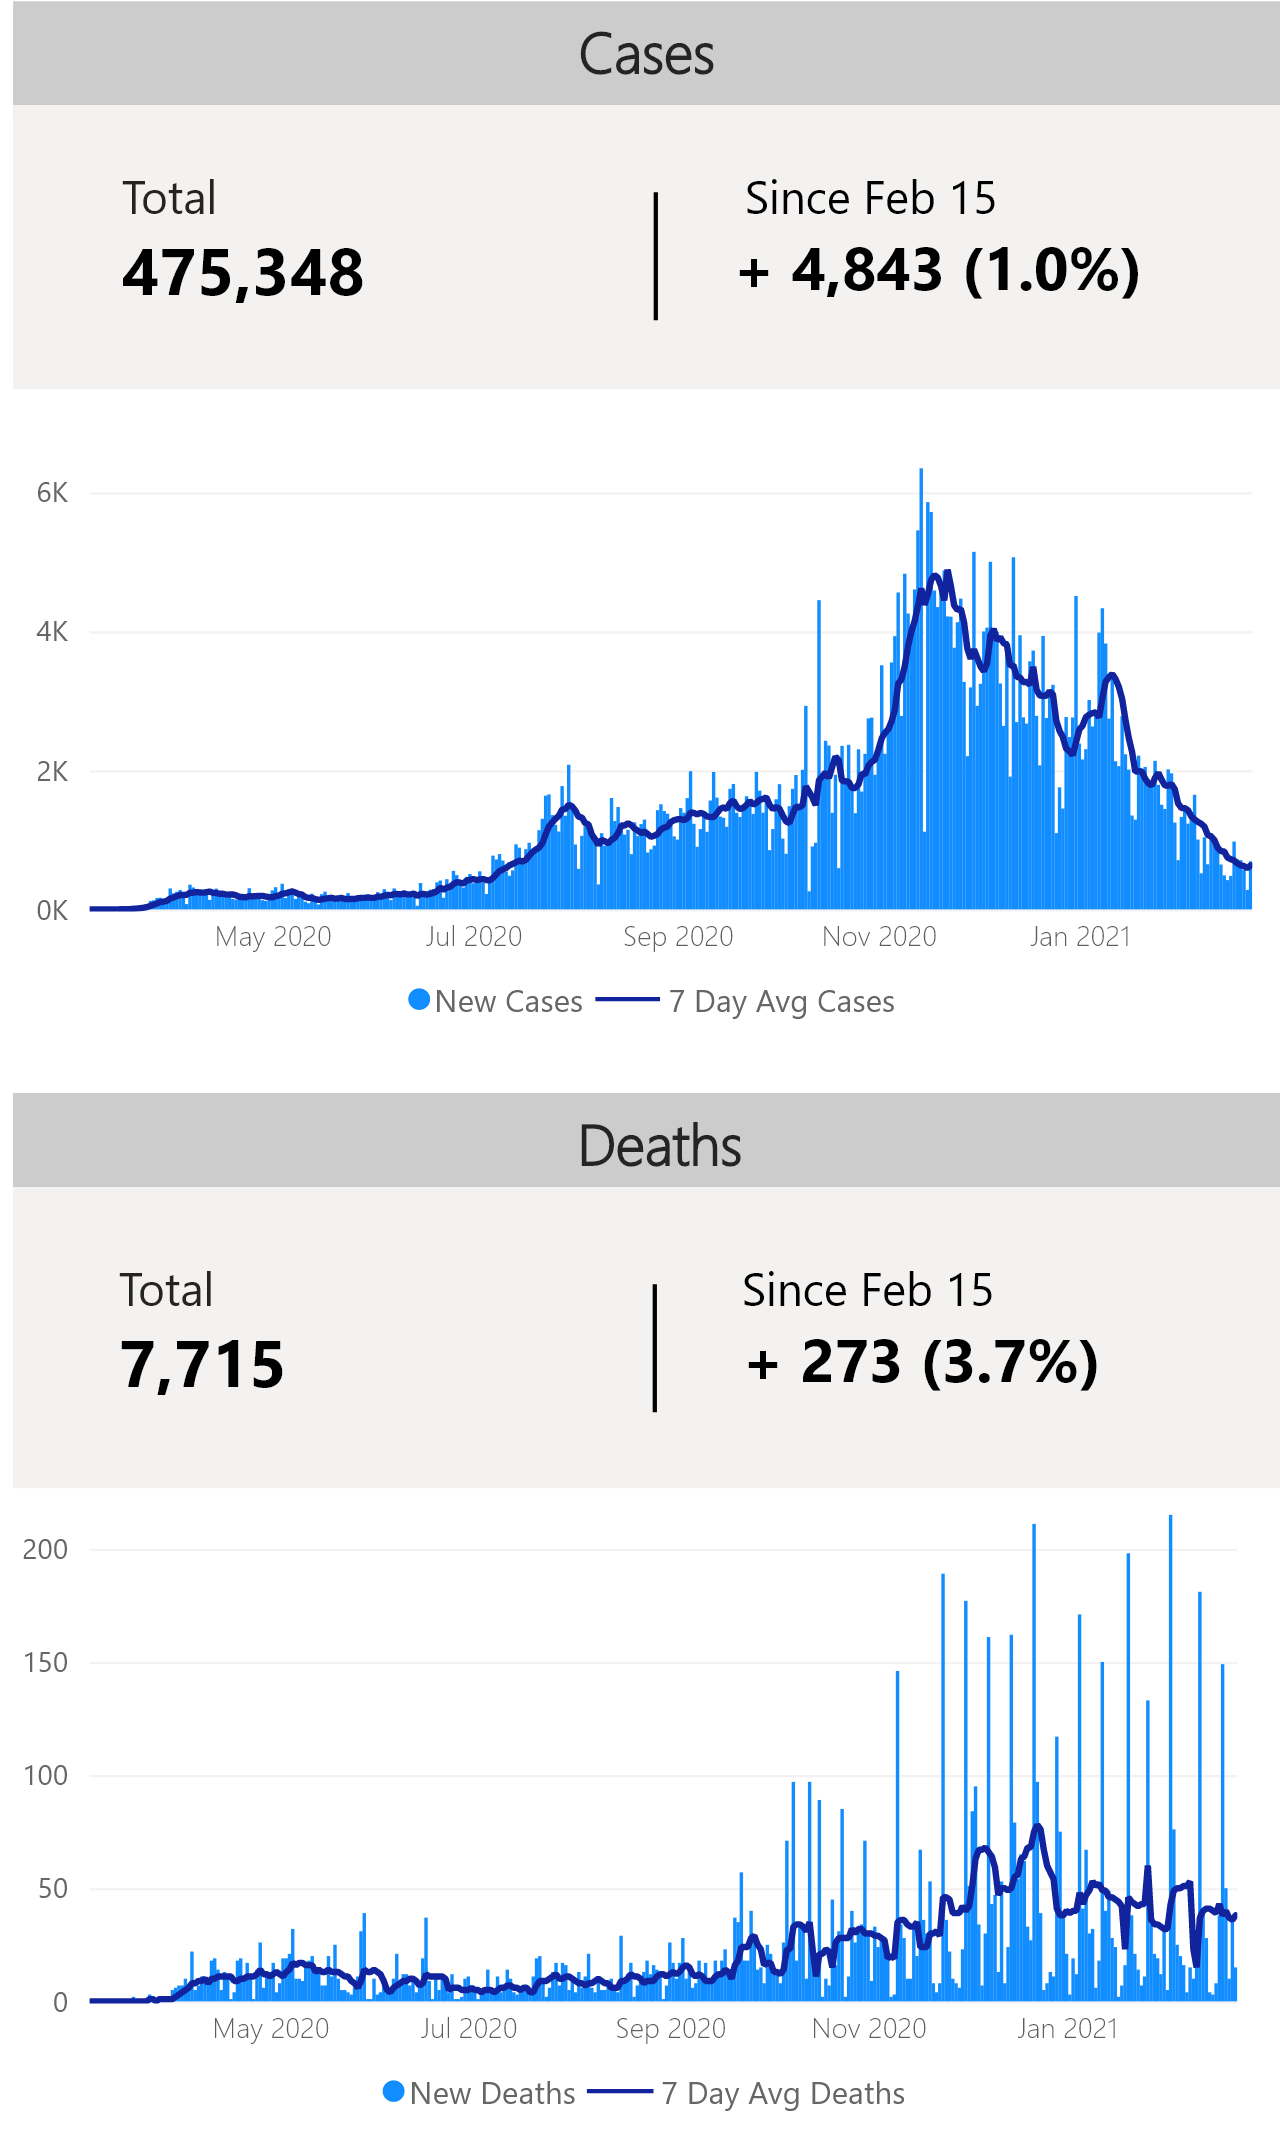 Cases
Total
Since Feb 15
475,348
+ 4,843 (1.0%)
6K
4K
2K
0K
May 2020
Jul 2020
Sep 2020
Nov 2020
Jan 2021
New Cases
7 Day Avg Cases
Deaths
Total
Since Feb 15
7,715
+ 273 (3.7%)
200
150
100
50
0
May 2020
Jul 2020
Sep 2020
Nov 2020
Jan 2021
New Deaths
7 Day Avg Deaths